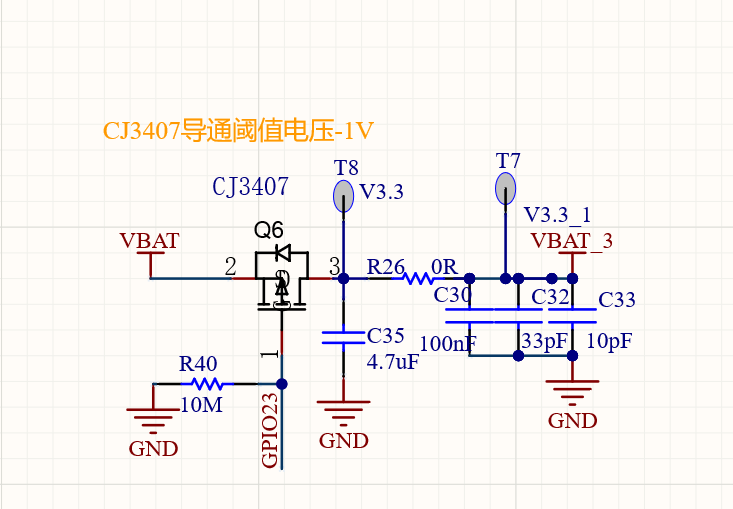 CJ3407导通阈值电压-1V
T8
T7
CJ3407
V3.3
V3.3_1
Q6
VBAT
VBAT_3
2
3
R26
0R
C30
C32
C33
C35
100nF
33pF
10pF
4.7uF
1
R40
10M
GPIO23
GND
GND
GND